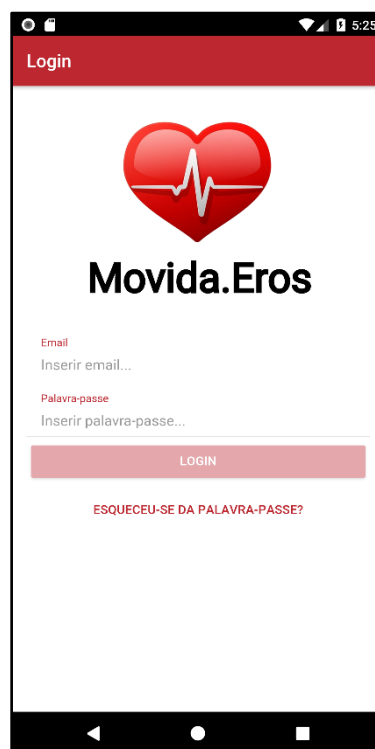 5:25
Login
Movida.Eros
Email
Inserir email...
Palavra-passe
Inserir palavra-passe...
LOGIN
ESQUECEU-SE DA PALAVRA-PASSE?